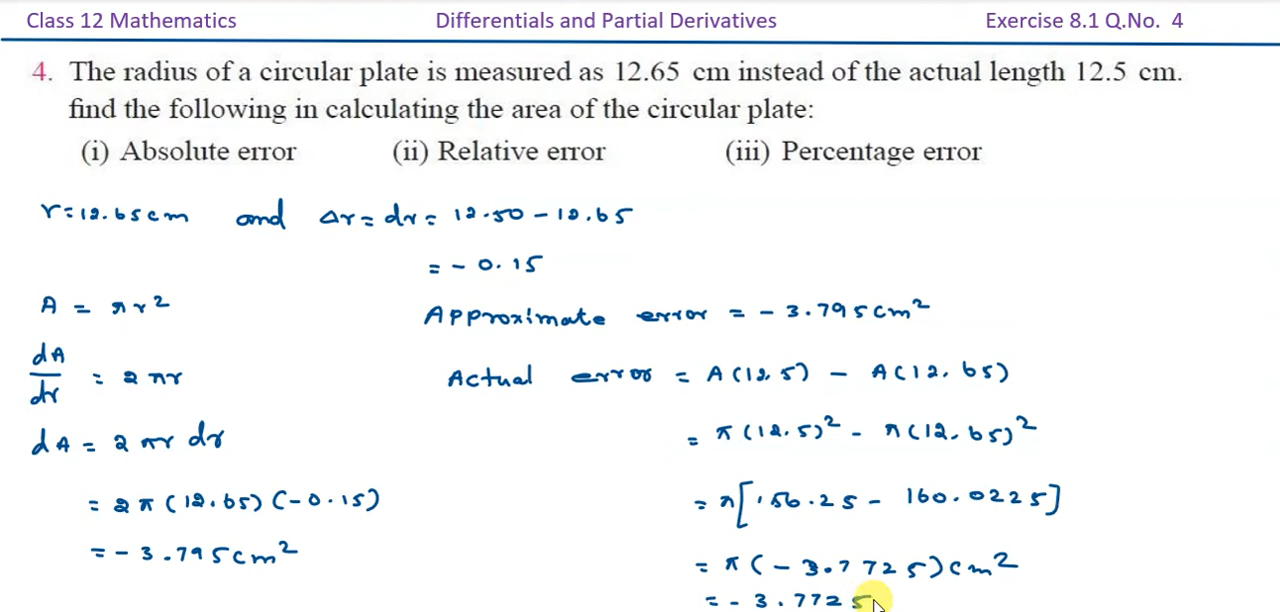 Class 12 Mathematics Differentials and Partial Derivatives Exercise 8.1 Q.No. 4
4. The radius of a circular plate is measured as 12.65 cm instead of the actual length 12.5 cm.
find the following in calculating the area of the circular plate:
(i) Absolute error (ii) Relative error (iii) Percentage error
r = 12.65 cm and Δr = dr = 12.50 - 12.65
= - 0.15
A = πr²
dA/dr = 2πr
dA = 2πr dr
= 2π(12.65)(-0.15)
= - 3.795 cm²
Approximate error = - 3.795 cm²
Actual error = A(12.5) - A(12.65)
= π(12.5)² - π(12.65)²
= π[156.25 - 160.0225]
= π(-3.7725) cm²
= - 3.7725